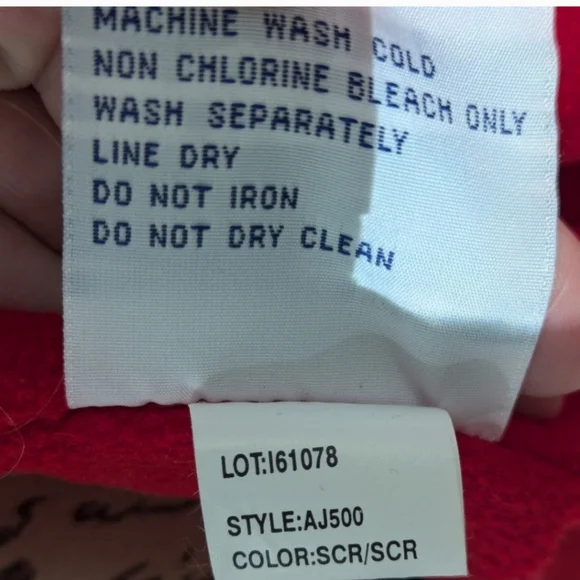 MACHINE WASH COLD
NON CHLORINE BLEACH ONLY
WASH SEPARATELY
LINE DRY
DO NOT IRON
DO NOT DRY CLEAN
LOT:I61078
STYLE:AJ500
COLOR:SCR/SCR